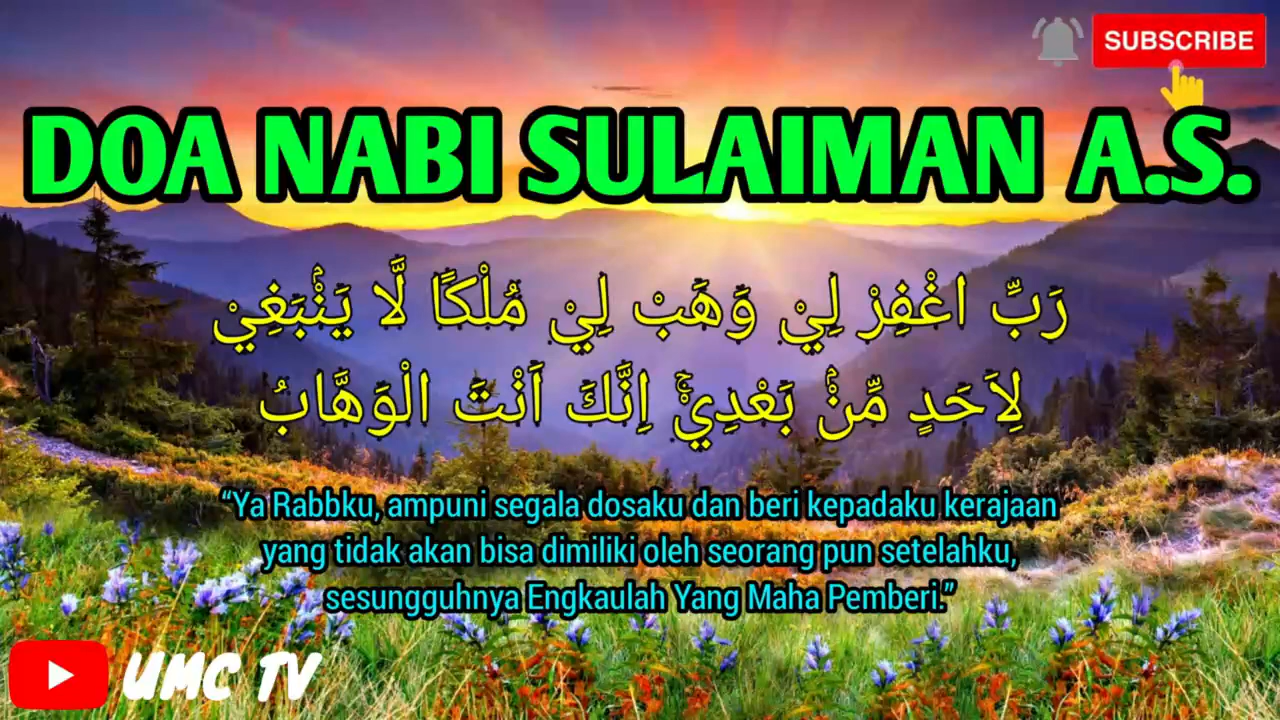 SUBSCRIBE
DOA NABI SULAIMAN A.S.
رَبِّ اغْفِرْ لِيْ وَهَبْ لِيْ مُلْكًا لَّا يَنْۢبَغِيْ
لِاَحَدٍ مِّنْۢ بَعْدِيْۚ اِنَّكَ اَنْتَ الْوَهَّابُ
“Ya Rabbku, ampuni segala dosaku dan beri kepadaku kerajaan
yang tidak akan bisa dimiliki oleh seorang pun setelahku,
sesungguhnya Engkaulah Yang Maha Pemberi.”
UMC TV